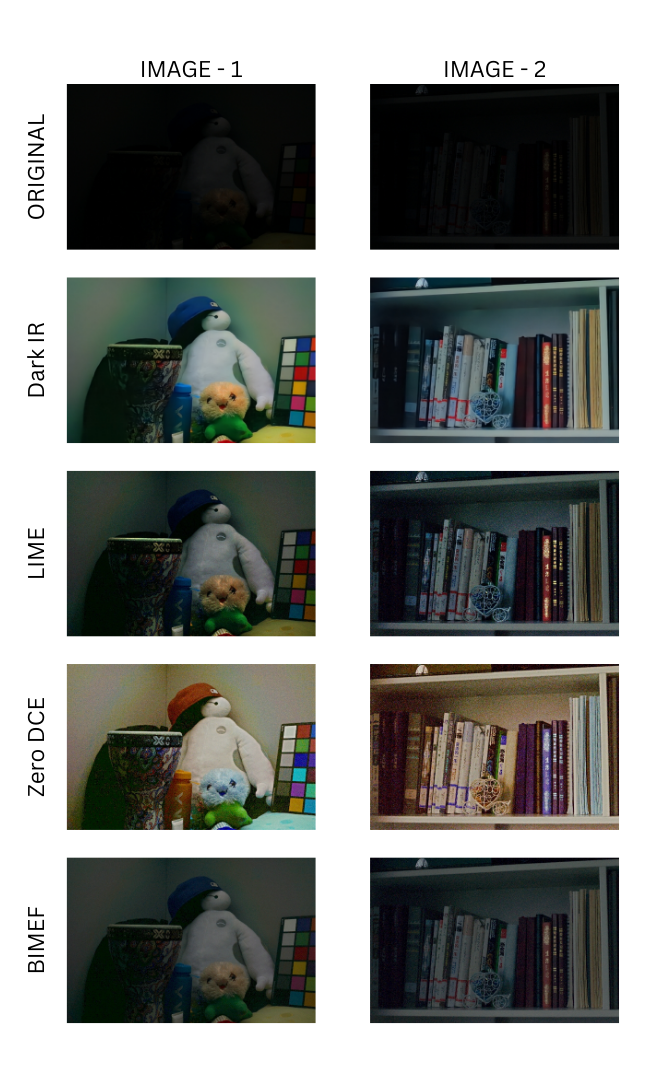 IMAGE - 1
IMAGE - 2
ORIGINAL
Dark IR
LIME
Zero DCE
BIMEF